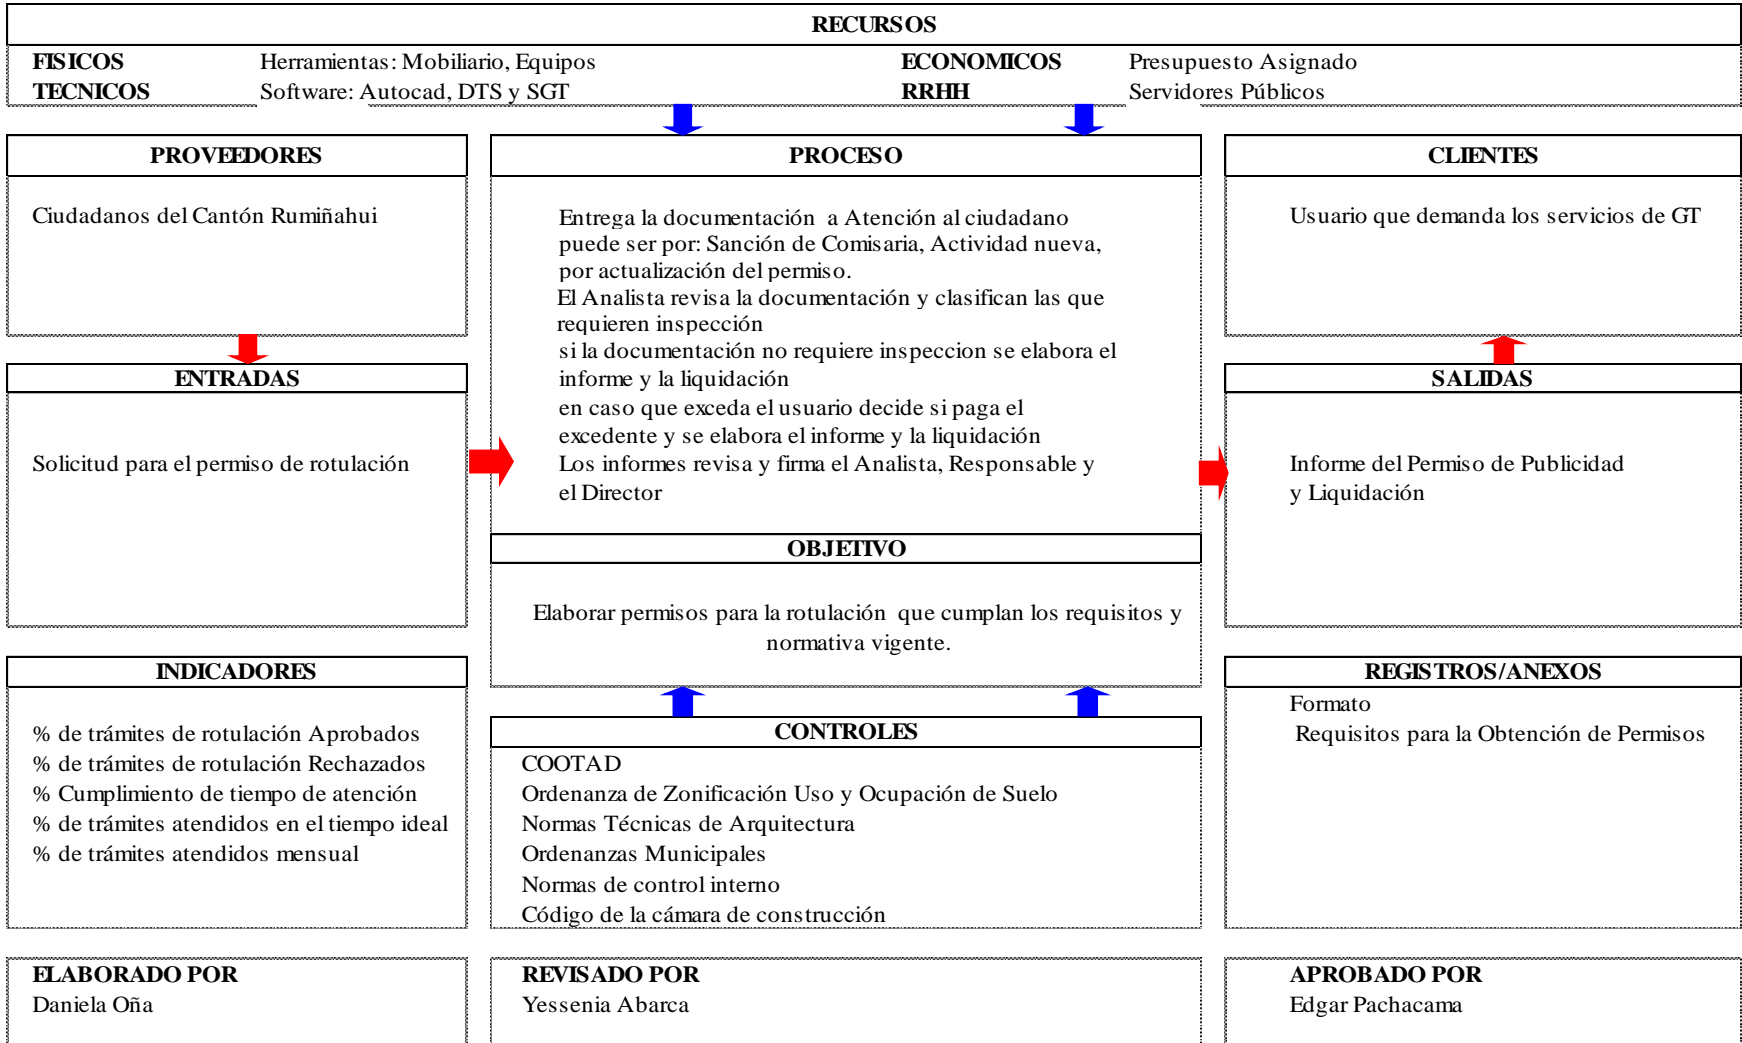 RECURSOS
FISICOS Herramientas: Mobiliario, Equipos ECONOMICOS Presupuesto Asignado
TECNICOS Software: Autocad, DTS y SGT RRHH Servidores Públicos
PROVEEDORES
Ciudadanos del Cantón Rumiñahui
ENTRADAS
Solicitud para el permiso de rotulación
PROCESO
Entrega la documentación a Atención al ciudadano
puede ser por: Sanción de Comisaria, Actividad nueva,
por actualización del permiso.
El Analista revisa la documentación y clasifican las que
requieren inspección
si la documentación no requiere inspeccion se elabora el
informe y la liquidación
en caso que exceda el usuario decide si paga el
excedente y se elabora el informe y la liquidación
Los informes revisa y firma el Analista, Responsable y
el Director
OBJETIVO
Elaborar permisos para la rotulación que cumplan los requisitos y
normativa vigente.
CLIENTES
Usuario que demanda los servicios de GT
SALIDAS
Informe del Permiso de Publicidad
y Liquidación
INDICADORES
% de trámites de rotulación Aprobados
% de trámites de rotulación Rechazados
% Cumplimiento de tiempo de atención
% de trámites atendidos en el tiempo ideal
% de trámites atendidos mensual
CONTROLES
COOTAD
Ordenanza de Zonificación Uso y Ocupación de Suelo
Normas Técnicas de Arquitectura
Ordenanzas Municipales
Normas de control interno
Código de la cámara de construcción
REGISTROS/ANEXOS
Formato
Requisitos para la Obtención de Permisos
ELABORADO POR
Daniela Oña
REVISADO POR
Yessenia Abarca
APROBADO POR
Edgar Pachacama